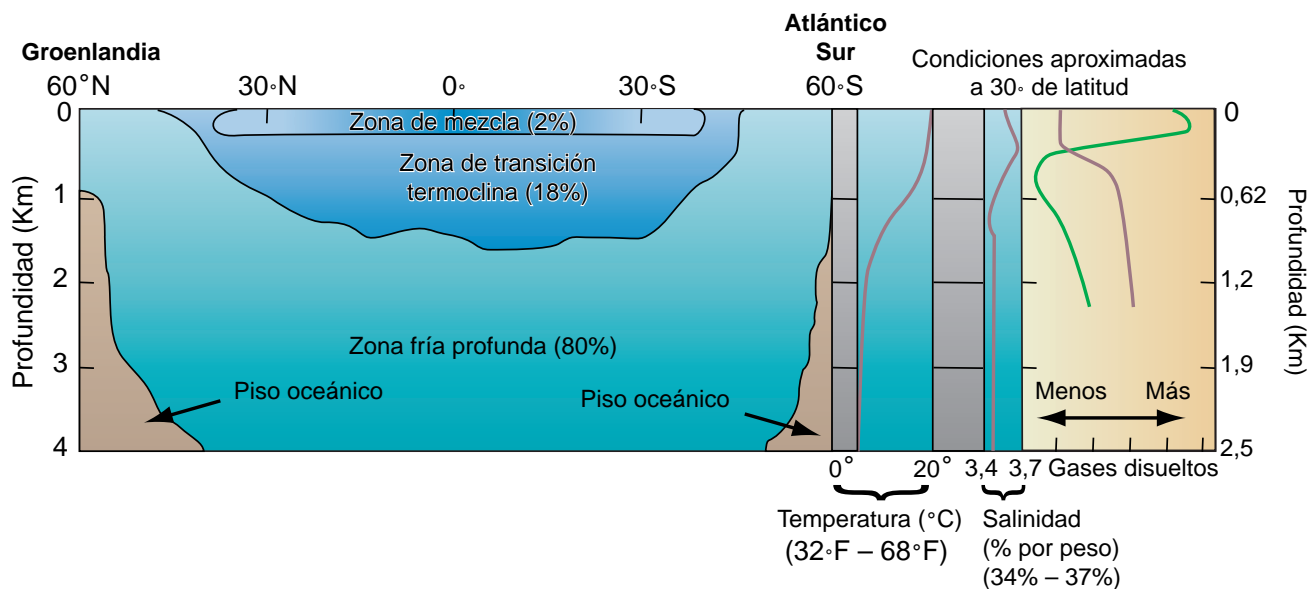 Groenlandia
60°N
30◦N
0◦
30◦S
Atlántico
Sur
60◦S
Condiciones aproximadas
a 30◦ de latitud
Profundidad (Km)
0
1
2
3
4
Zona de mezcla (2%)
Zona de transición
termoclina (18%)
Zona fría profunda (80%)
Piso oceánico
Piso oceánico
0°
20°
3,4
3,7
Gases disueltos
Menos
Más
0
0,62
1,2
1,9
2,5
Profundidad (Km)
Temperatura (°C)
(32◦F – 68°F)
Salinidad
(% por peso)
(34% – 37%)